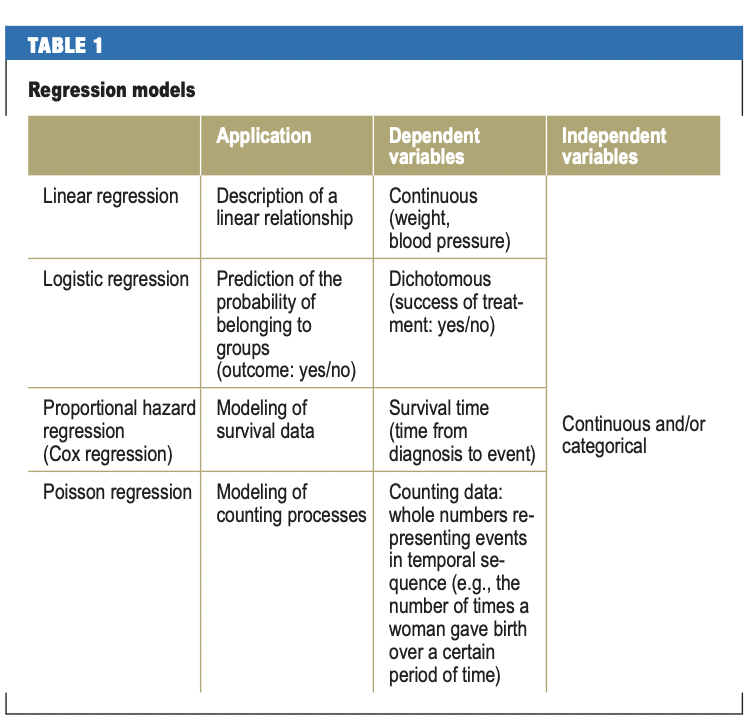 TABLE 1
Regression models
Application
Dependent
variables
Independent
variables
Linear regression
Description of a
linear relationship
Continuous
(weight,
blood pressure)
Logistic regression
Prediction of the
probability of
belonging to
groups
(outcome: yes/no)
Dichotomous
(success of treat-
ment: yes/no)
Proportional hazard
regression
(Cox regression)
Modeling of
survival data
Survival time
(time from
diagnosis to event)
Continuous and/or
categorical
Poisson regression
Modeling of
counting processes
Counting data:
whole numbers re-
presenting events
in temporal se-
quence (e.g., the
number of times a
woman gave birth
over a certain
period of time)